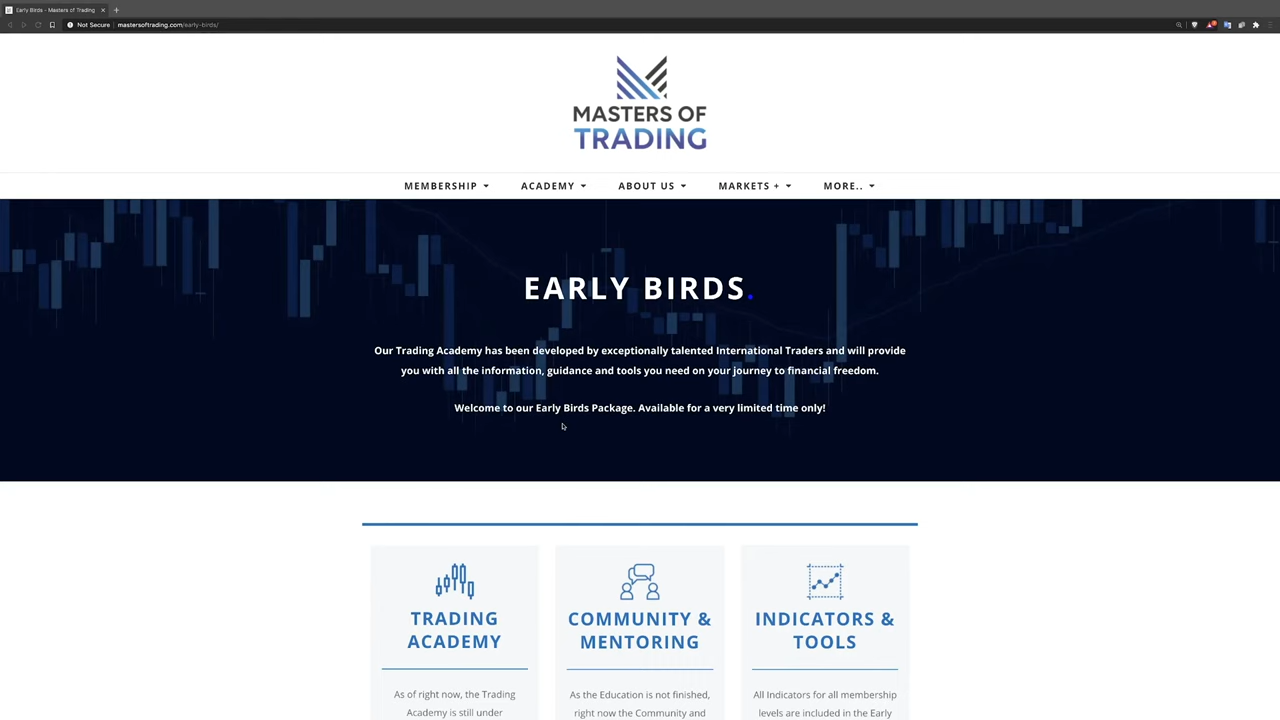 Early Birds - Masters of Trading
Not Secure mastersoftrading.com/early-birds/
MASTERS OF
TRADING
MEMBERSHIP ACADEMY ABOUT US MARKETS + MORE..
EARLY BIRDS.
Our Trading Academy has been developed by exceptionally talented International Traders and will provide
you with all the information, guidance and tools you need on your journey to financial freedom.
Welcome to our Early Birds Package. Available for a very limited time only!
TRADING
ACADEMY
As of right now, the Trading
Academy is still under
COMMUNITY &
MENTORING
As the Education is not finished,
right now the Community and
INDICATORS &
TOOLS
All Indicators for all membership
levels are included in the Early